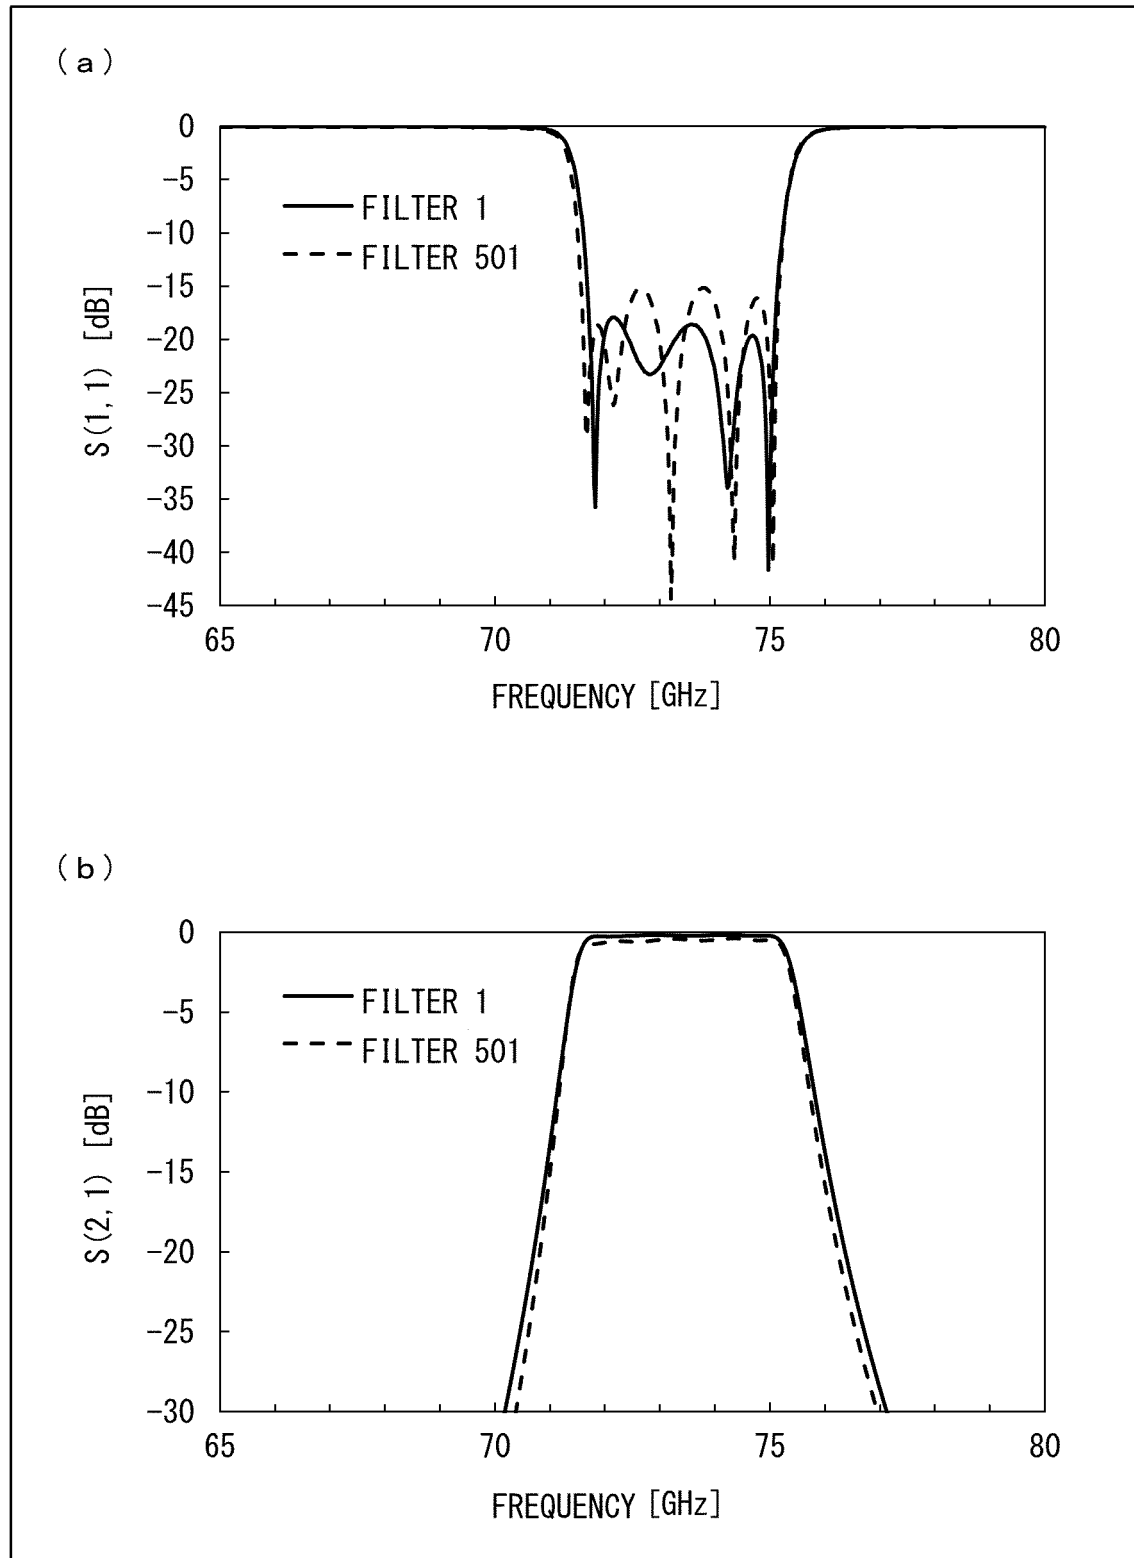 (a)
0
-5
-10
-15
-20
-25
-30
-35
-40
-45
S(1,1) [dB]
FILTER 1
FILTER 501
65 70 75 80
FREQUENCY [GHz]
(b)
0
-5
-10
-15
-20
-25
-30
S(2,1) [dB]
FILTER 1
FILTER 501
65 70 75 80
FREQUENCY [GHz]